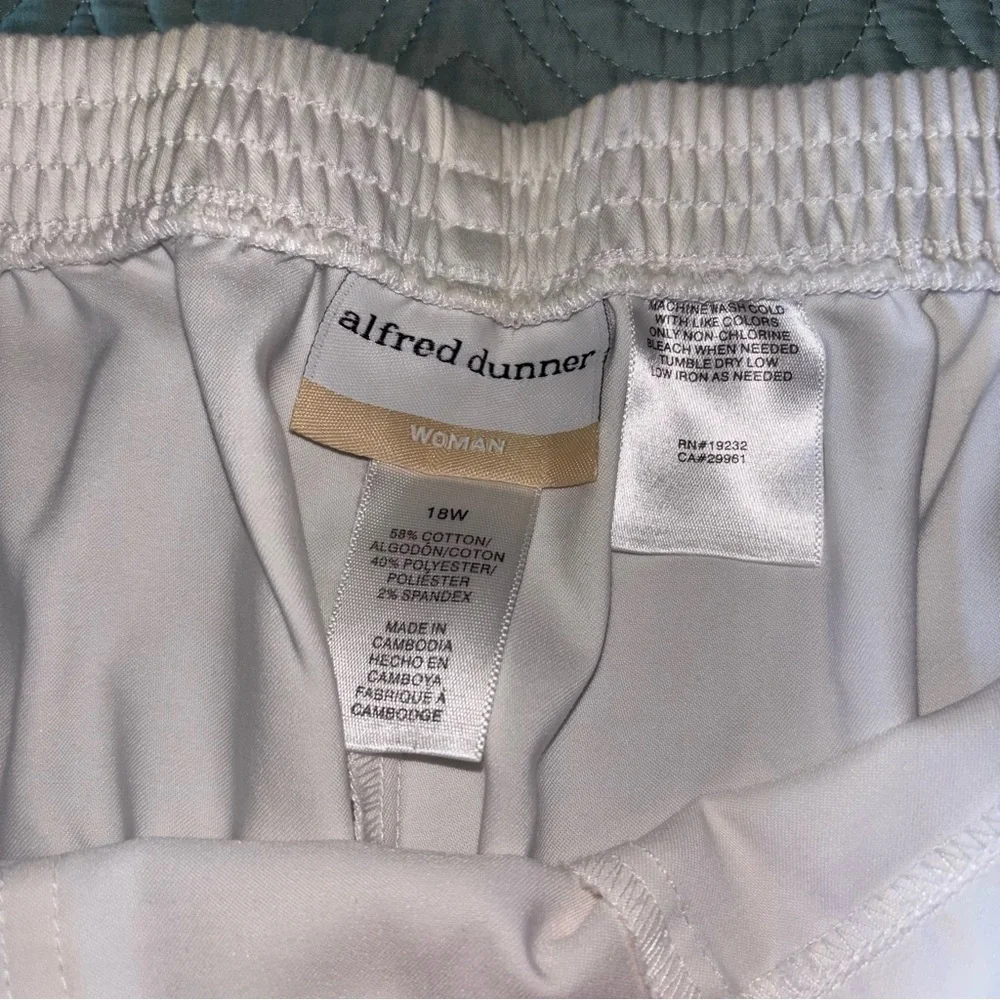 alfred dunner
WOMAN
18W
58% COTTON/
ALGODÓN/COTON
40% POLYESTER/
POLIÉSTER
2% SPANDEX
MADE IN
CAMBODIA
HECHO EN
CAMBOYA
FABRIQUÉ À
CAMBODGE
MACHINE WASH COLD
WITH LIKE COLORS
ONLY NON-CHLORINE
BLEACH WHEN NEEDED
TUMBLE DRY LOW
LOW IRON AS NEEDED
RN#19232
CA#29961